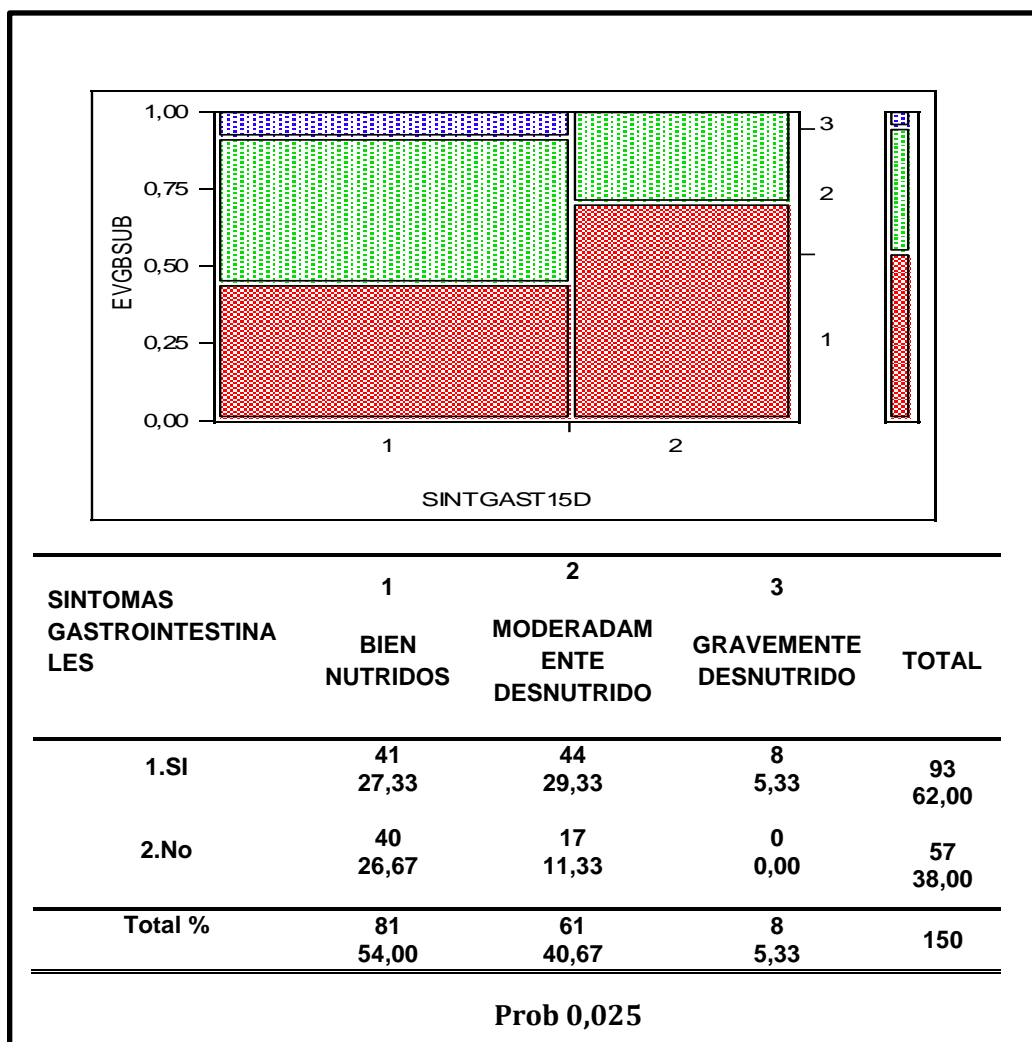 1,00
0,75
0,50
0,25
0,00
EVGBSUB
3
2
1
1
2
SINTGAST15D
SINTOMAS
GASTROINTESTINA
LES
1
BIEN
NUTRIDOS
2
MODERADAM
ENTE
DESNUTRIDO
3
GRAVEMENTE
DESNUTRIDO
TOTAL
1.SI
41
27,33
44
29,33
8
5,33
93
62,00
2.No
40
26,67
17
11,33
0
0,00
57
38,00
Total %
81
54,00
61
40,67
8
5,33
150
Prob 0,025